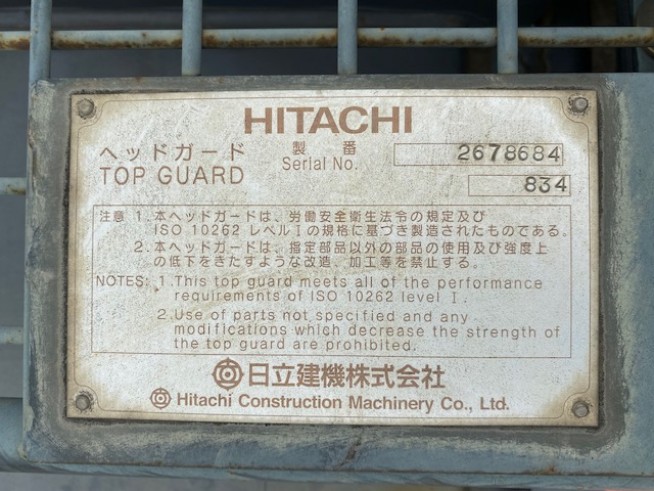 HITACHI
ヘッドガード 製番 2678684
TOP GUARD Serial No. 834
注意 1. 本ヘッドガードは、労働安全衛生法令の規定及び
ISO 10262 レベルⅠの規格に基づき製造されたものである。
2. 本ヘッドガードは、指定部品以外の部品の使用及び強度上
の低下をきたすような改造、加工等を禁止する。
NOTES: 1. This top guard meets all of the performance
requirements of ISO 10262 level Ⅰ.
2. Use of parts not specified and any
modifications which decrease the strength of
the top guard are prohibited.
日立建機株式会社
Hitachi Construction Machinery Co., Ltd.